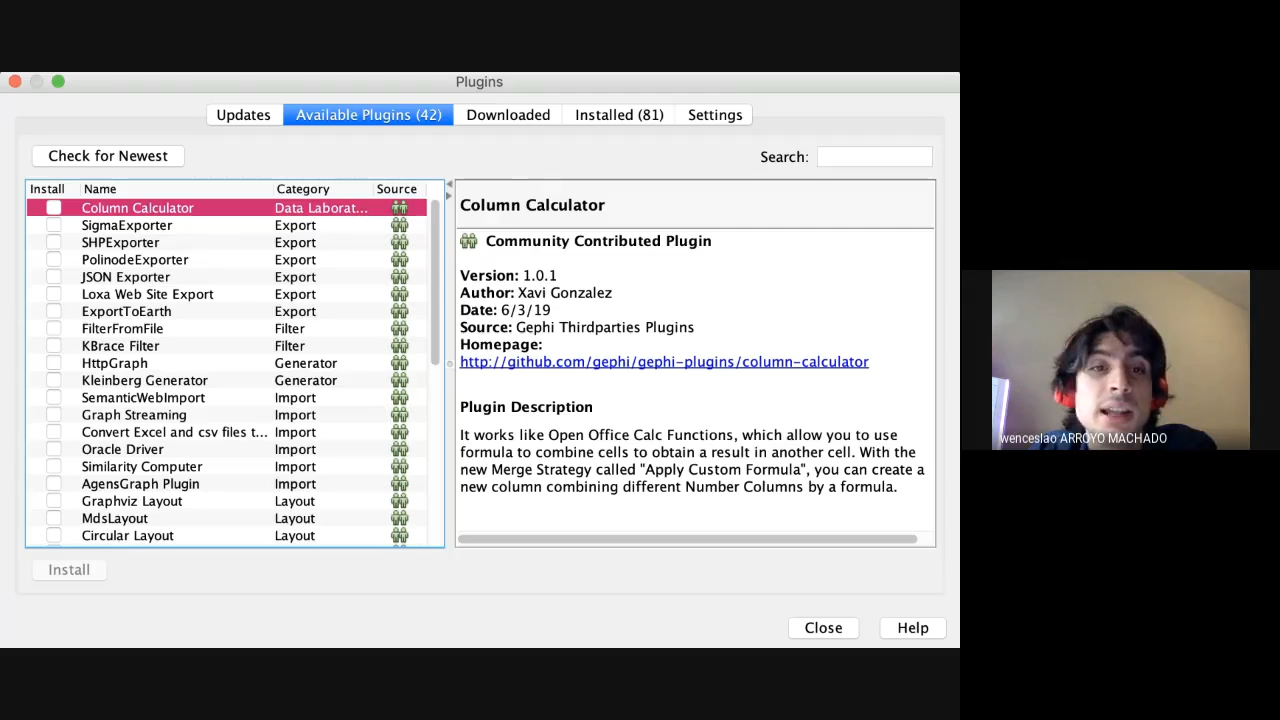 Plugins
Updates
Available Plugins (42)
Downloaded
Installed (81)
Settings
Check for Newest
Search:
Install Name Category Source
Column Calculator Data Laborat...
SigmaExporter Export
SHPExporter Export
PolinodeExporter Export
JSON Exporter Export
Loxa Web Site Export Export
ExportToEarth Export
FilterFromFile Filter
KBrace Filter Filter
HttpGraph Generator
Kleinberg Generator Generator
SemanticWebImport Import
Graph Streaming Import
Convert Excel and csv files t... Import
Oracle Driver Import
Similarity Computer Import
AgensGraph Plugin Import
Graphviz Layout Layout
MdsLayout Layout
Circular Layout Layout
Column Calculator
Community Contributed Plugin
Version: 1.0.1
Author: Xavi Gonzalez
Date: 6/3/19
Source: Gephi Thirdparties Plugins
Homepage:
http://github.com/gephi/gephi-plugins/column-calculator
Plugin Description
It works like Open Office Calc Functions, which allow you to use
formula to combine cells to obtain a result in another cell. With the
new Merge Strategy called "Apply Custom Formula", you can create a
new column combining different Number Columns by a formula.
Install
Close
Help
wenceslao ARROYO MACHADO